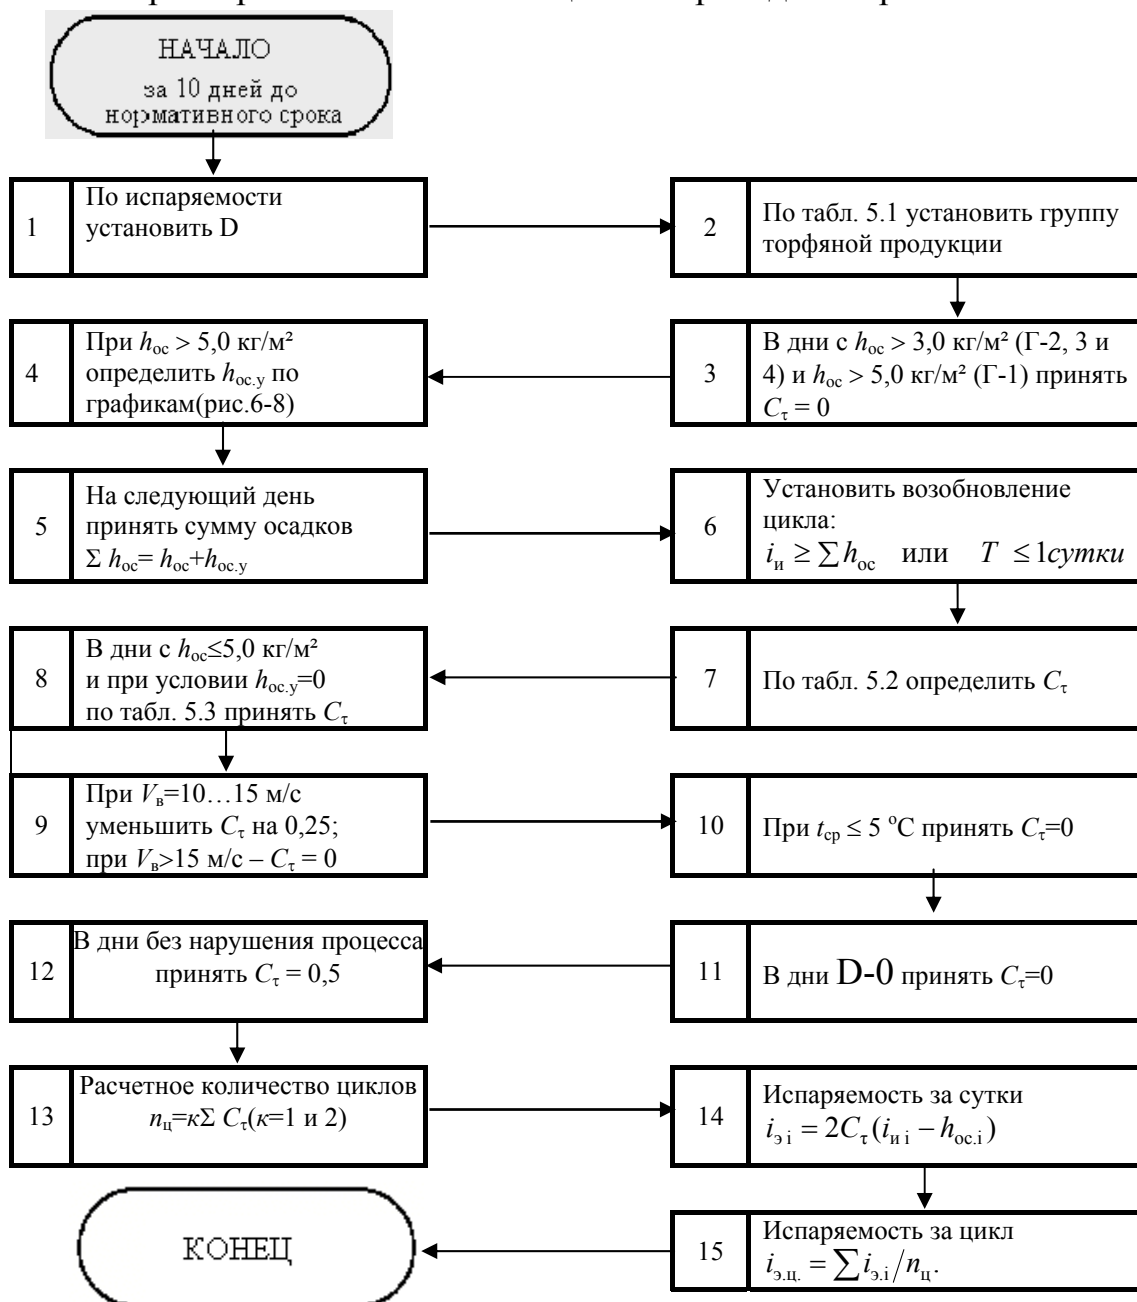 НАЧАЛО
за 10 дней до
нормативного срока
1
По испаряемости
установить D
2
По табл. 5.1 установить группу
торфяной продукции
3
В дни с hос > 3,0 кг/м² (Г-2, 3 и
4) и hос > 5,0 кг/м² (Г-1) принять
Cτ = 0
4
При hос > 5,0 кг/м²
определить hос.у по
графикам(рис.6-8)
5
На следующий день
принять сумму осадков
Σ hос= hос+hос.у
6
Установить возобновление
цикла:
iи ≥ ∑hос или T ≤ 1сутки
7
По табл. 5.2 определить Cτ
8
В дни с hос≤5,0 кг/м²
и при условии hос.у=0
по табл. 5.3 принять Cτ
9
При Vв=10…15 м/с
уменьшить Cτ на 0,25;
при Vв>15 м/с – Cτ = 0
10
При tср ≤ 5 °С принять Cτ=0
11
В дни D-0 принять Cτ=0
12
В дни без нарушения процесса
принять Cτ = 0,5
13
Расчетное количество циклов
nц=кΣ Cτ(к=1 и 2)
14
Испаряемость за сутки
iэ i = 2Cτ(iи i − hос.i)
15
Испаряемость за цикл
iэ.ц. = ∑iэ.i/nц.
КОНЕЦ